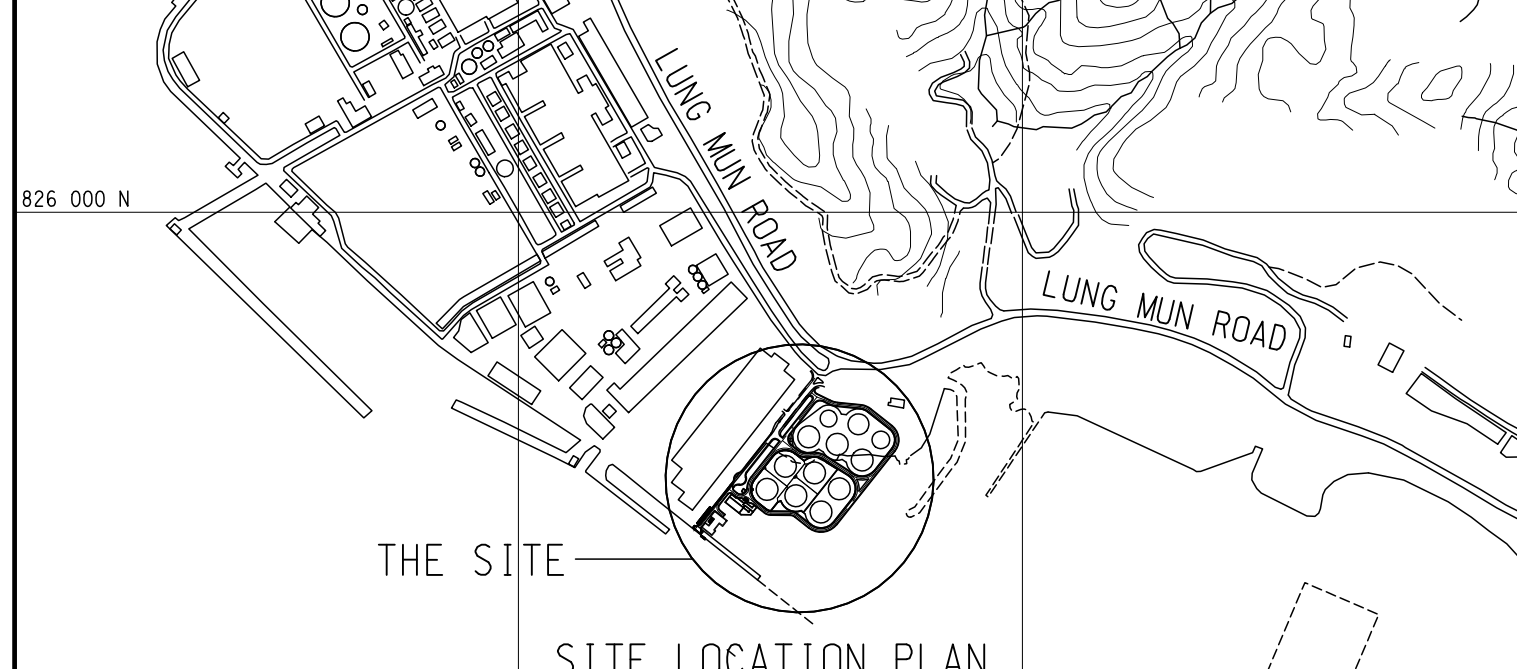 LUNG MUN ROAD
826 000 N
LUNG MUN ROAD
THE SITE
SITE LOCATION PLAN